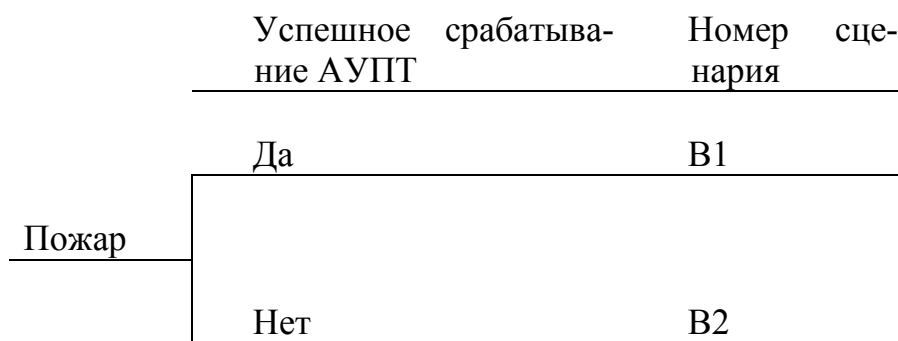 Успешное срабатыва- Номер сце-
ние АУПТ нария
Да В1
Пожар
Нет В2